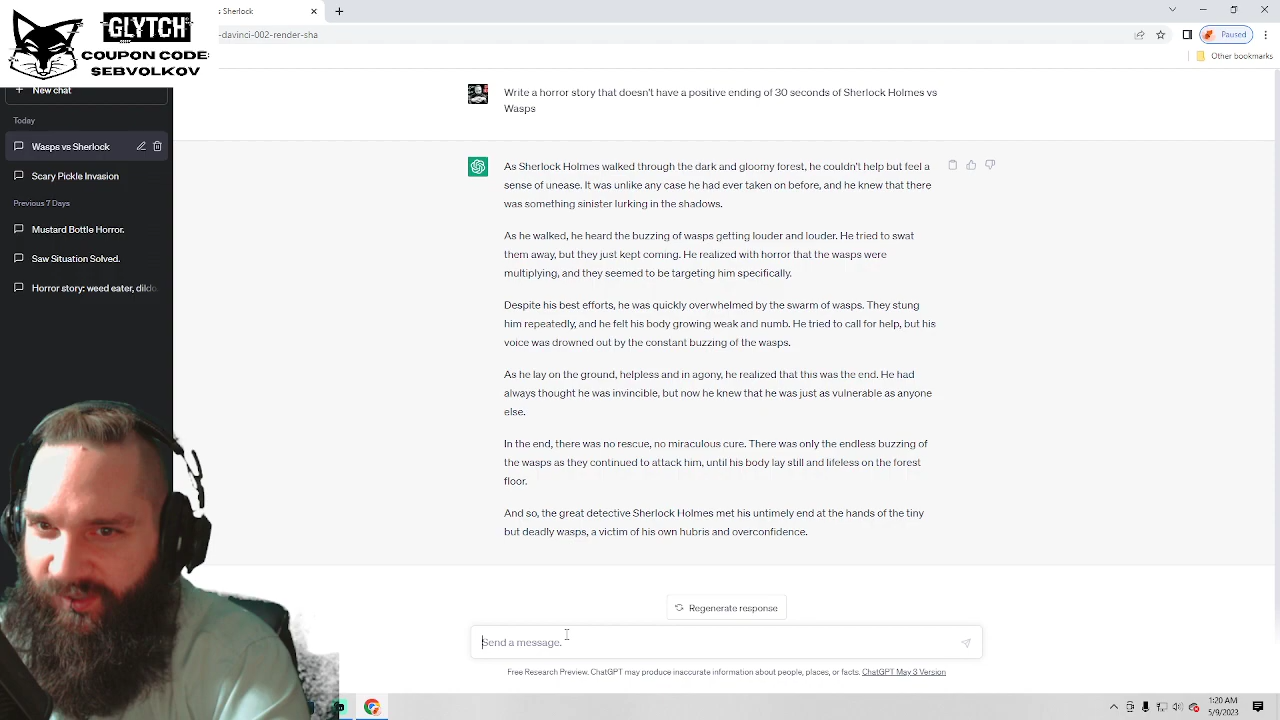 s Sherlock
GLYTCH
-davinci-002-render-sha
Paused
COUPON CODE:
SEBVOLKOV
Other bookmarks
New chat
Write a horror story that doesn't have a positive ending of 30 seconds of Sherlock Holmes vs
Wasps
Today
Wasps vs Sherlock
Scary Pickle Invasion
Previous 7 Days
Mustard Bottle Horror.
Saw Situation Solved.
Horror story: weed eater, dildo.
As Sherlock Holmes walked through the dark and gloomy forest, he couldn't help but feel a
sense of unease. It was unlike any case he had ever taken on before, and he knew that there
was something sinister lurking in the shadows.
As he walked, he heard the buzzing of wasps getting louder and louder. He tried to swat
them away, but they just kept coming. He realized with horror that the wasps were
multiplying, and they seemed to be targeting him specifically.
Despite his best efforts, he was quickly overwhelmed by the swarm of wasps. They stung
him repeatedly, and he felt his body growing weak and numb. He tried to call for help, but his
voice was drowned out by the constant buzzing of the wasps.
As he lay on the ground, helpless and in agony, he realized that this was the end. He had
always thought he was invincible, but now he knew that he was just as vulnerable as anyone
else.
In the end, there was no rescue, no miraculous cure. There was only the endless buzzing of
the wasps as they continued to attack him, until his body lay still and lifeless on the forest
floor.
And so, the great detective Sherlock Holmes met his untimely end at the hands of the tiny
but deadly wasps, a victim of his own hubris and overconfidence.
Regenerate response
Send a message.
Free Research Preview. ChatGPT may produce inaccurate information about people, places, or facts. ChatGPT May 3 Version
1:20 AM
5/9/2023